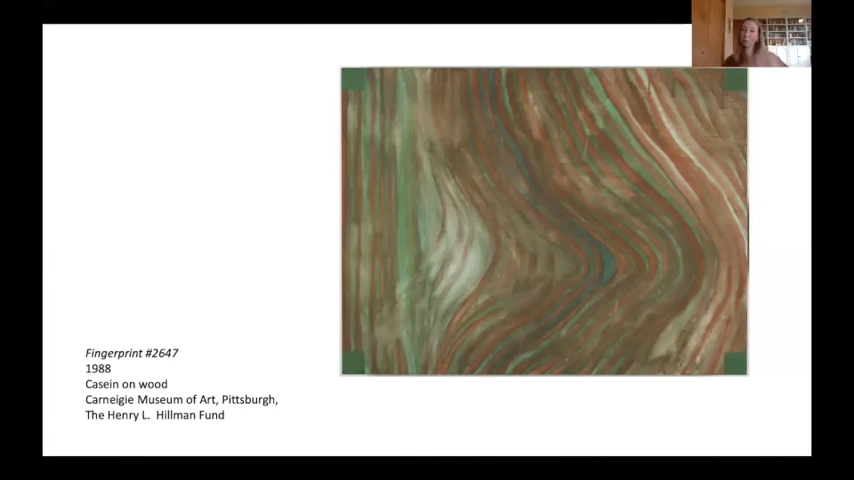 Fingerprint #2647
1988
Casein on wood
Carneigie Museum of Art, Pittsburgh,
The Henry L. Hillman Fund